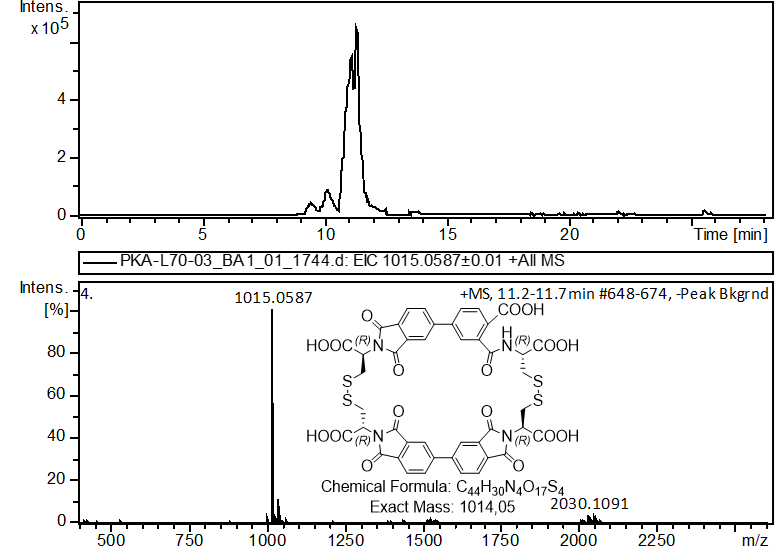 Intens.
x10⁵
4
2
0
0 5 10 15 20 Time [min]
PKA-L70-03_BA1_01_1744.d: EIC 1015.0587±0.01 +All MS
Intens.
[%]
4.
+MS, 11.2-11.7min #648-674, -Peak Bkgrnd
1015.0587
80
60
40
20
0
O COOH
HOOC (R) N O H N (R) COOH
O O
S S
S S
O O
HOOC (R) N N (R) COOH
O O
Chemical Formula: C₄₄H₃₀N₄O₁₇S₄
Exact Mass: 1014,05
2030.1091
500 750 1000 1250 1500 1750 2000 2250 m/z